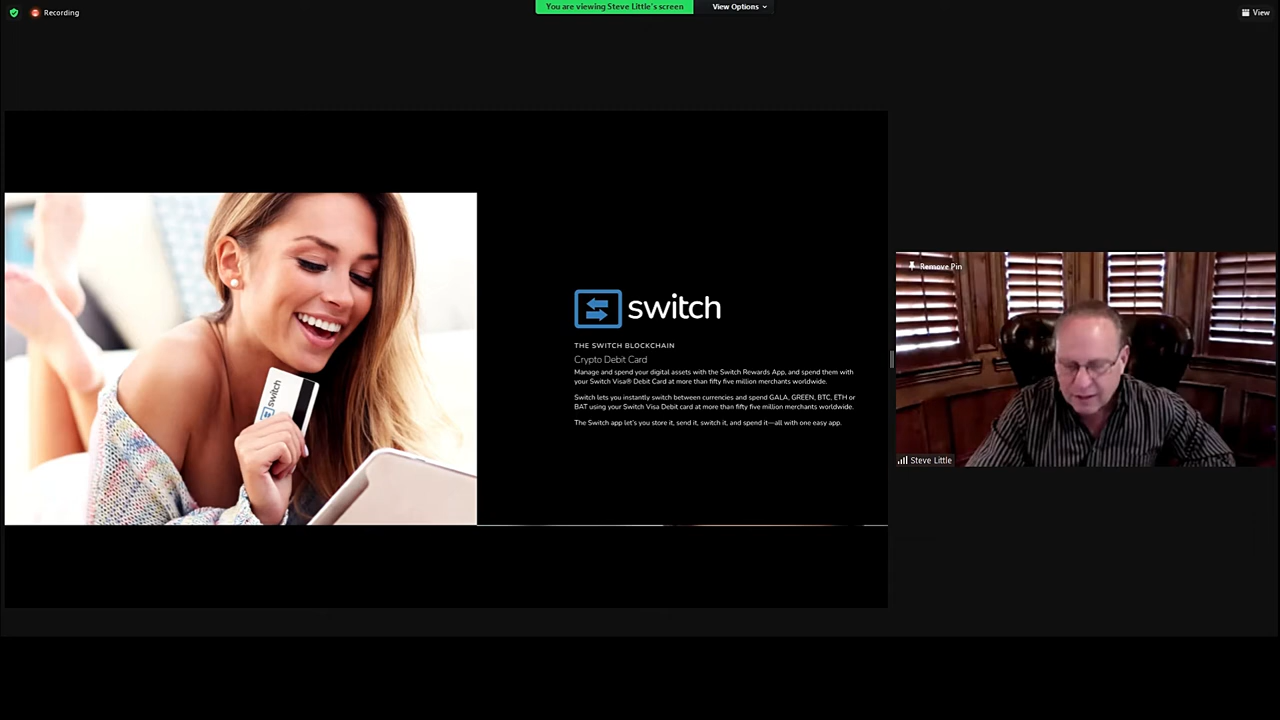 Recording
You are viewing Steve Little's screen
View Options
View
switch
THE SWITCH BLOCKCHAIN
Crypto Debit Card
Manage and spend your digital assets with the Switch Rewards App, and spend them with
your Switch Visa® Debit Card at more than fifty five million merchants worldwide.
Switch lets you instantly switch between currencies and spend GALA, GREEN, BTC, ETH or
BAT using your Switch Visa Debit card at more than fifty five million merchants worldwide.
The Switch app let's you store it, send it, switch it, and spend it—all with one easy app.
switch
Remove Pin
Steve Little